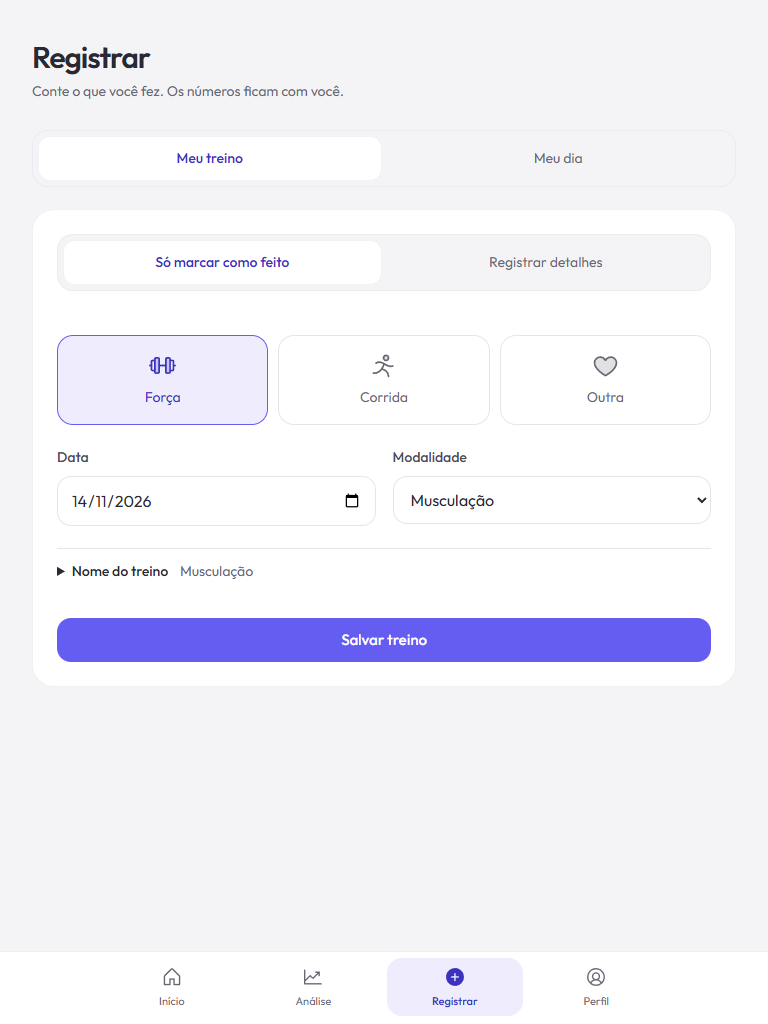 Registrar
Conte o que você fez. Os números ficam com você.
Meu treino
Meu dia
Só marcar como feito
Registrar detalhes
Força
Corrida
Outra
Data
Modalidade
14/11/2026
Musculação
Nome do treino Musculação
Salvar treino
Início
Análise
Registrar
Perfil